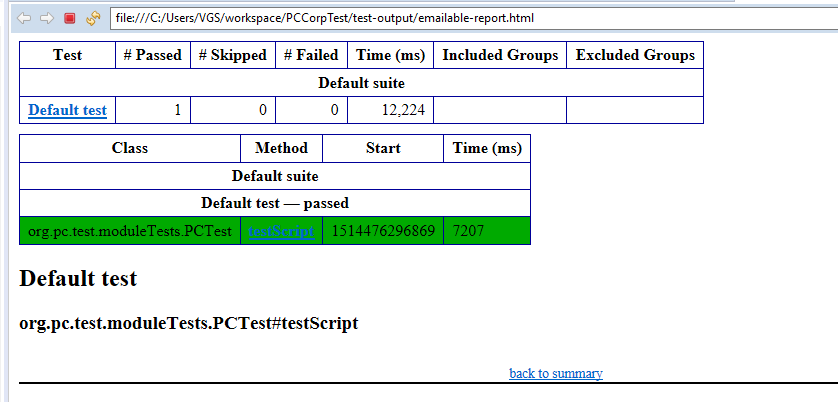 file:///C:/Users/VGS/workspace/PCCorpTest/test-output/emailable-report.html
Test # Passed # Skipped # Failed Time (ms) Included Groups Excluded Groups
Default suite
Default test 1 0 0 12,224
Class Method Start Time (ms)
Default suite
Default test — passed
org.pc.test.moduleTests.PCTest testScript 1514476296869 7207
Default test
org.pc.test.moduleTests.PCTest#testScript
back to summary